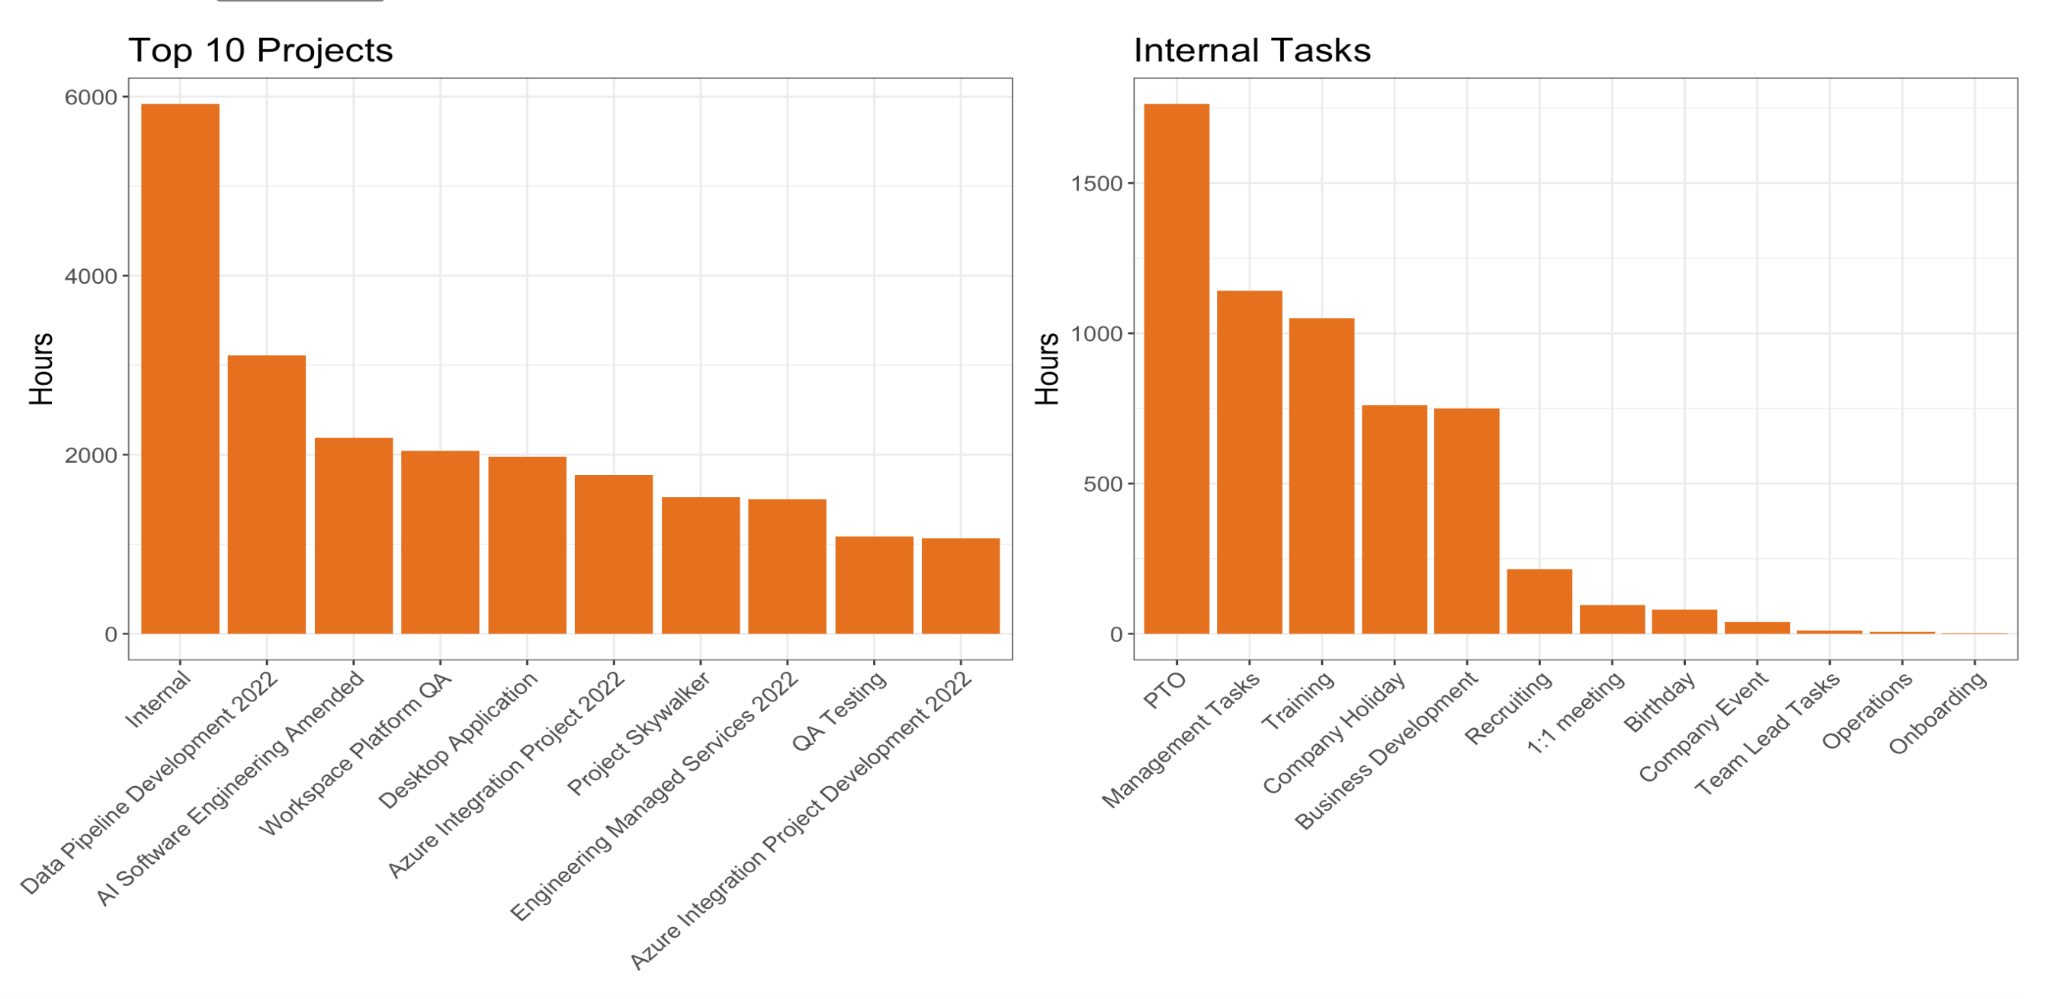 Top 10 Projects
Hours
6000
4000
2000
0
Internal
Data Pipeline Development 2022
AI Software Engineering Amended
Workspace Platform QA
Desktop Application
Azure Integration Project 2022
Project Skywalker
Engineering Managed Services 2022
QA Testing
Azure Integration Project Development 2022
Internal Tasks
Hours
1500
1000
500
0
PTO
Management Tasks
Training
Company Holiday
Business Development
Recruiting
1:1 meeting
Birthday
Company Event
Team Lead Tasks
Operations
Onboarding